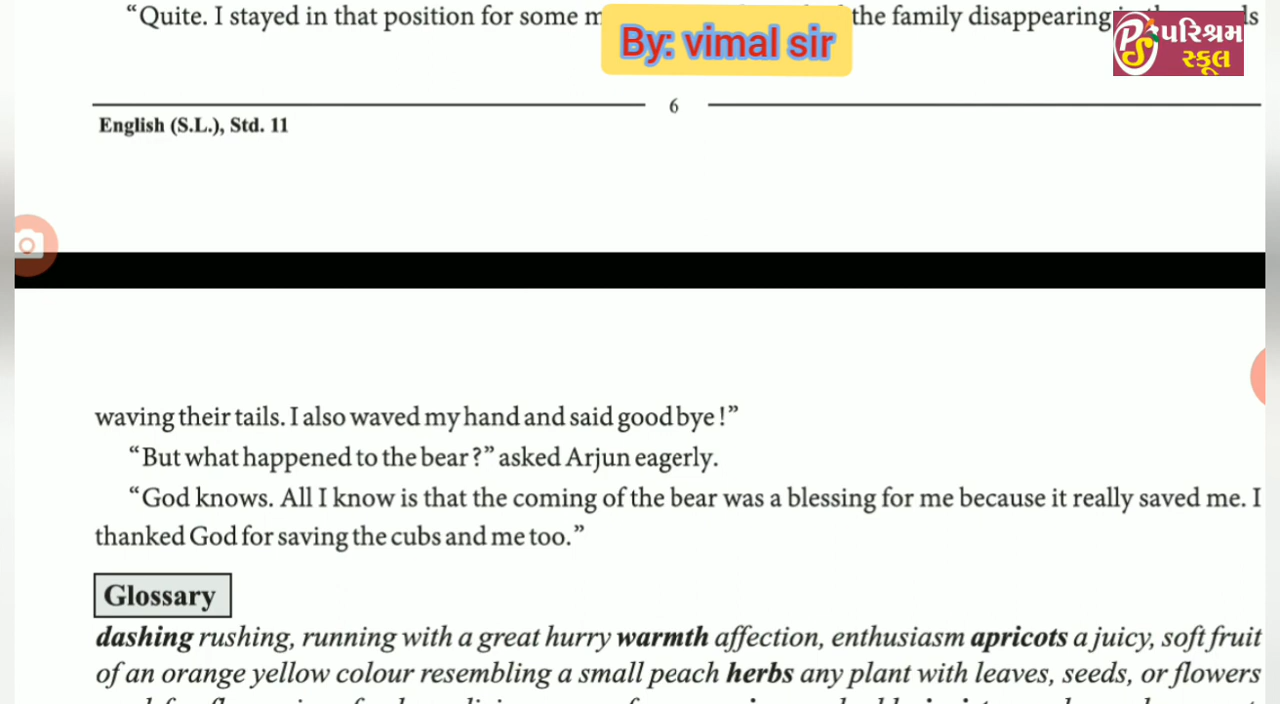 “Quite. I stayed in that position for some the family disappearing
By: vimal sir
પરિશ્રમ
સ્કૂલ
6
English (S.L.), Std. 11
waving their tails. I also waved my hand and said good bye !”
“But what happened to the bear ?” asked Arjun eagerly.
“God knows. All I know is that the coming of the bear was a blessing for me because it really saved me. I
thanked God for saving the cubs and me too.”
Glossary
dashing rushing, running with a great hurry warmth affection, enthusiasm apricots a juicy, soft fruit
of an orange yellow colour resembling a small peach herbs any plant with leaves, seeds, or flowers